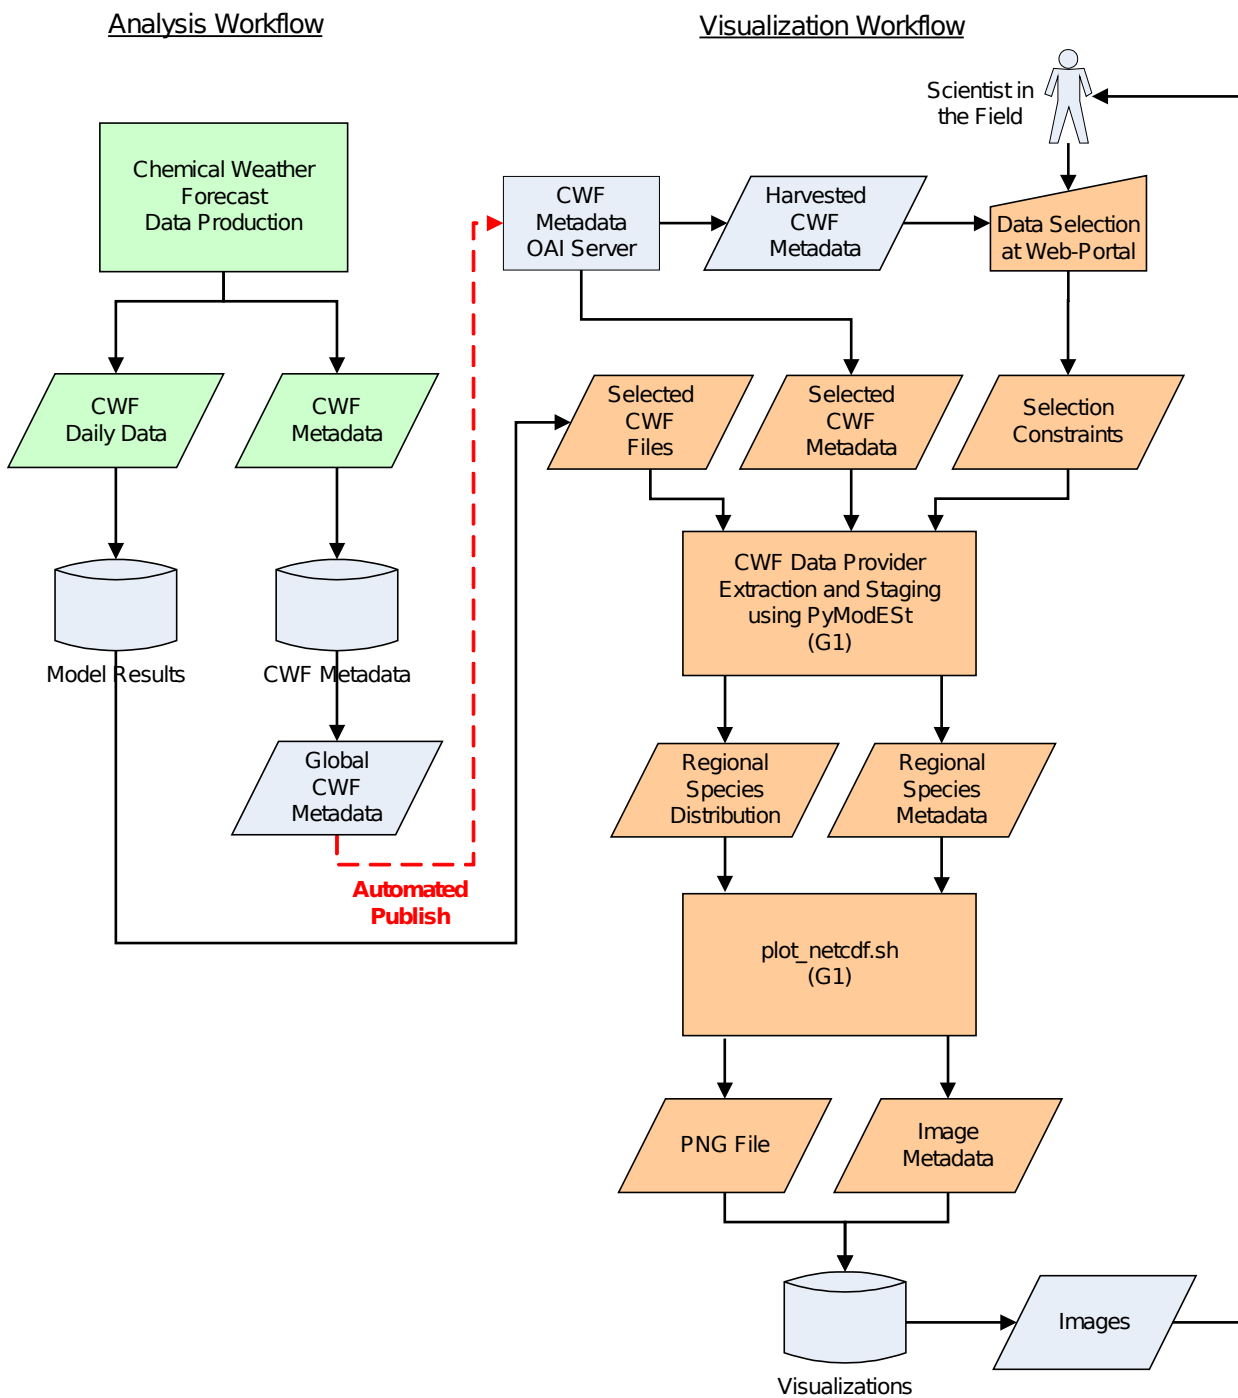 Analysis Workflow
Visualization Workflow
Scientist in
the Field
Chemical Weather
Forecast
Data Production
CWF
Metadata
OAI Server
Harvested
CWF
Metadata
Data Selection
at Web-Portal
CWF
Daily Data
CWF
Metadata
Selected
CWF
Files
Selected
CWF
Metadata
Selection
Constraints
CWF Data Provider
Extraction and Staging
using PyModESt
(G1)
Model Results
CWF Metadata
Global
CWF
Metadata
Regional
Species
Distribution
Regional
Species
Metadata
Automated
Publish
plot_netcdf.sh
(G1)
PNG File
Image
Metadata
Images
Visualizations